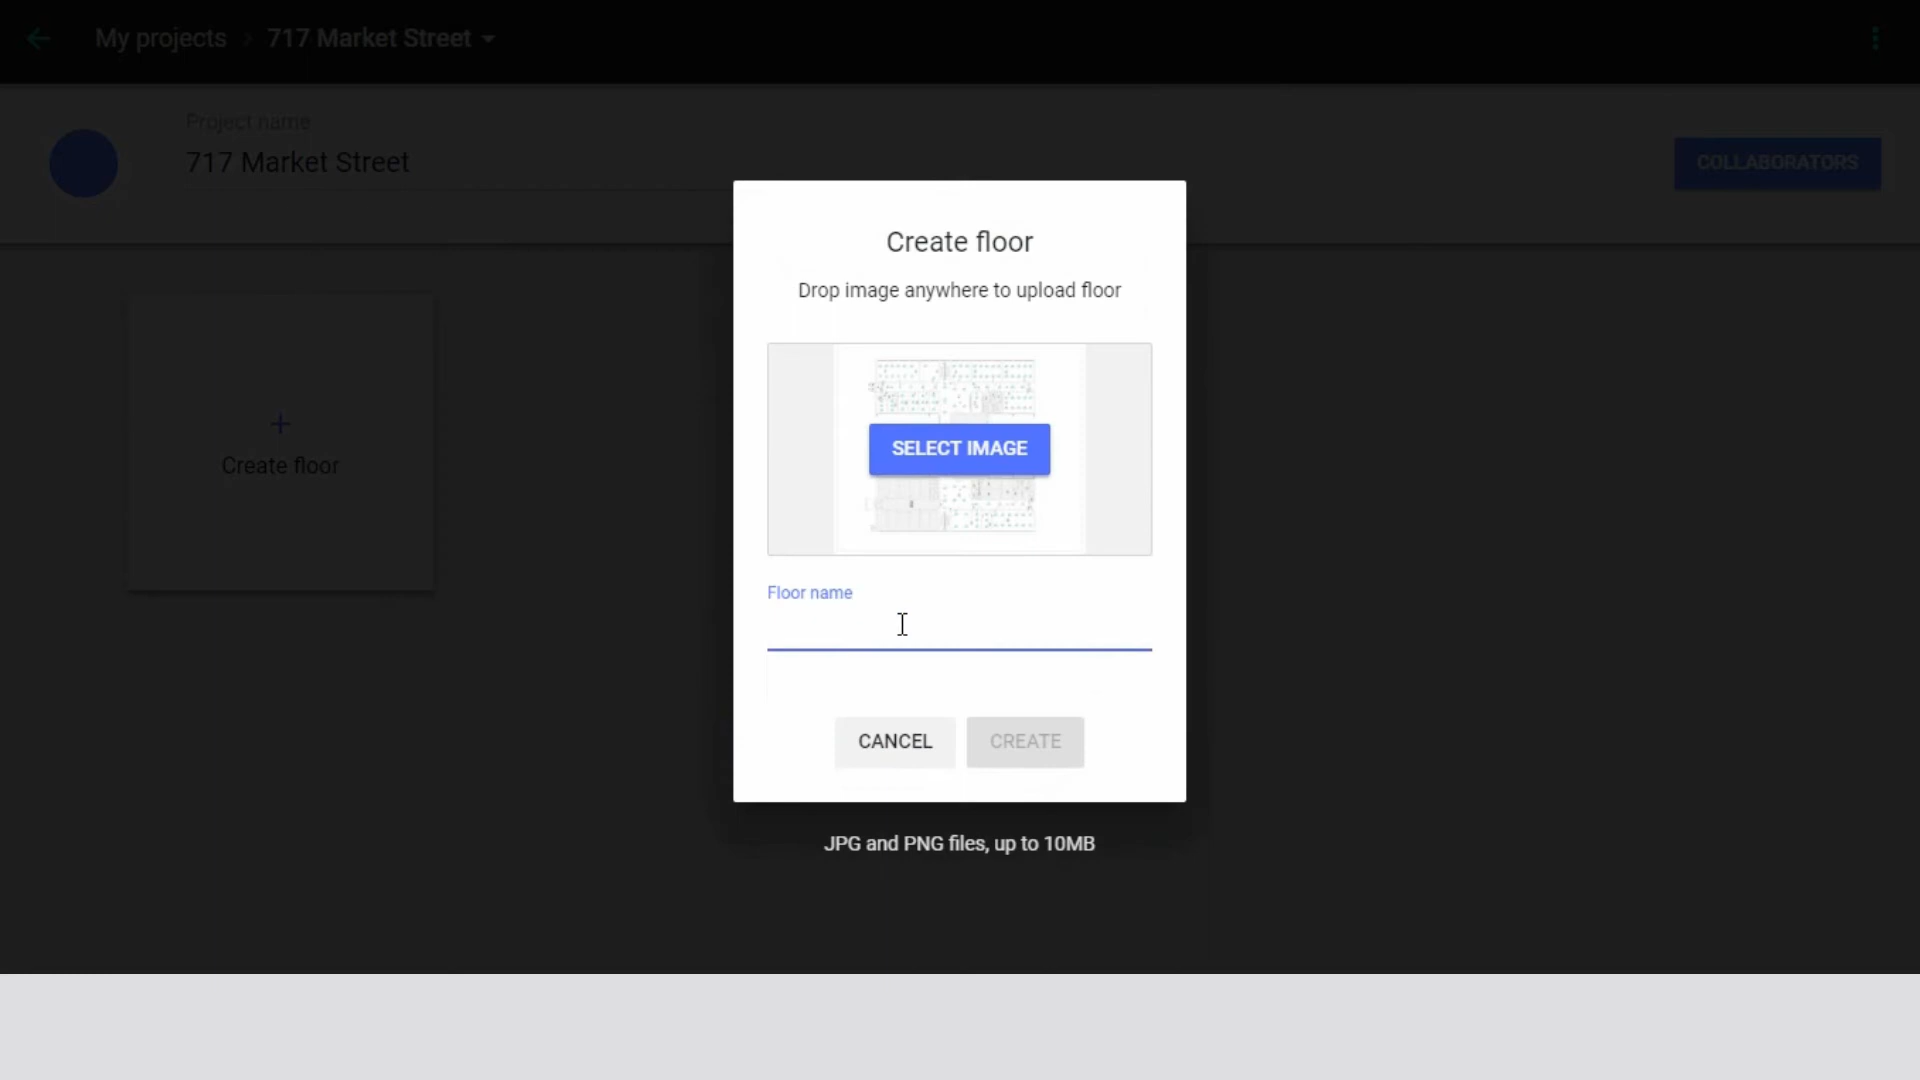 My projects › 717 Market Street
Project name
717 Market Street
COLLABORATORS
Create floor
Create floor
Drop image anywhere to upload floor
SELECT IMAGE
Floor name
CANCEL CREATE
JPG and PNG files, up to 10MB